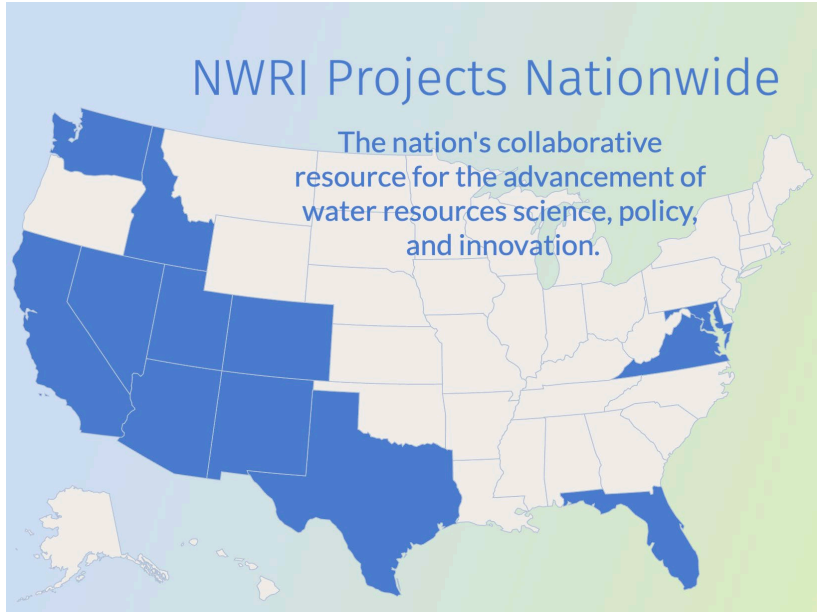 NWRI Projects Nationwide
The nation's collaborative
resource for the advancement of
water resources science, policy,
and innovation.